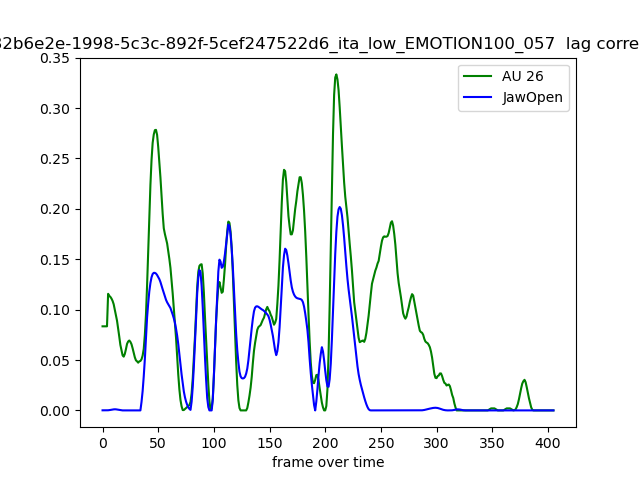 32b6e2e-1998-5c3c-892f-5cef247522d6_ita_low_EMOTION100_057 lag corre
0.35
0.30
0.25
0.20
0.15
0.10
0.05
0.00
AU 26
JawOpen
0 50 100 150 200 250 300 350 400
frame over time